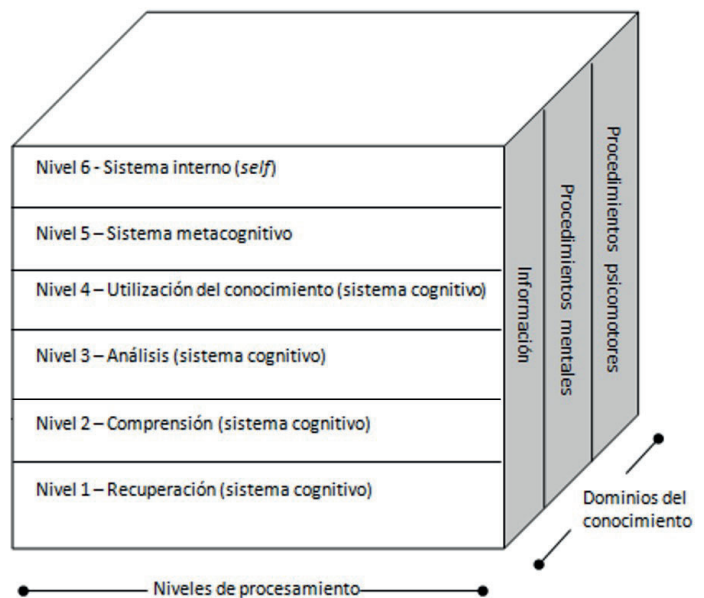 Nivel 6 - Sistema interno (self)
Nivel 5 – Sistema metacognitivo
Nivel 4 – Utilización del conocimiento (sistema cognitivo)
Nivel 3 – Análisis (sistema cognitivo)
Nivel 2 – Comprensión (sistema cognitivo)
Nivel 1 – Recuperación (sistema cognitivo)
Información
Procedimientos mentales
Procedimientos psicomotores
Dominios del
conocimiento
Niveles de procesamiento